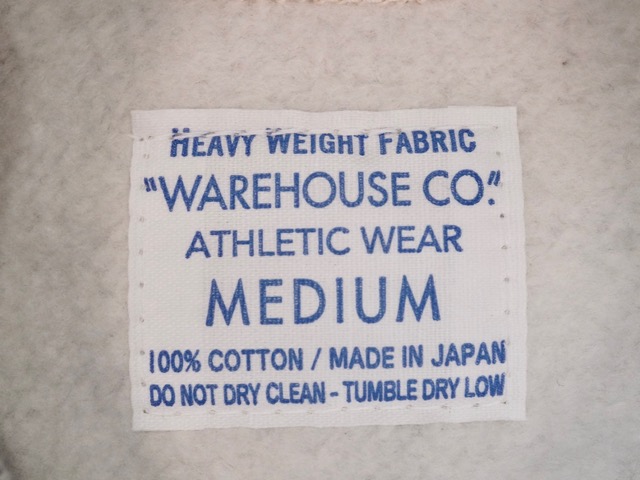 HEAVY WEIGHT FABRIC
"WAREHOUSE CO."
ATHLETIC WEAR
MEDIUM
100% COTTON / MADE IN JAPAN
DO NOT DRY CLEAN - TUMBLE DRY LOW